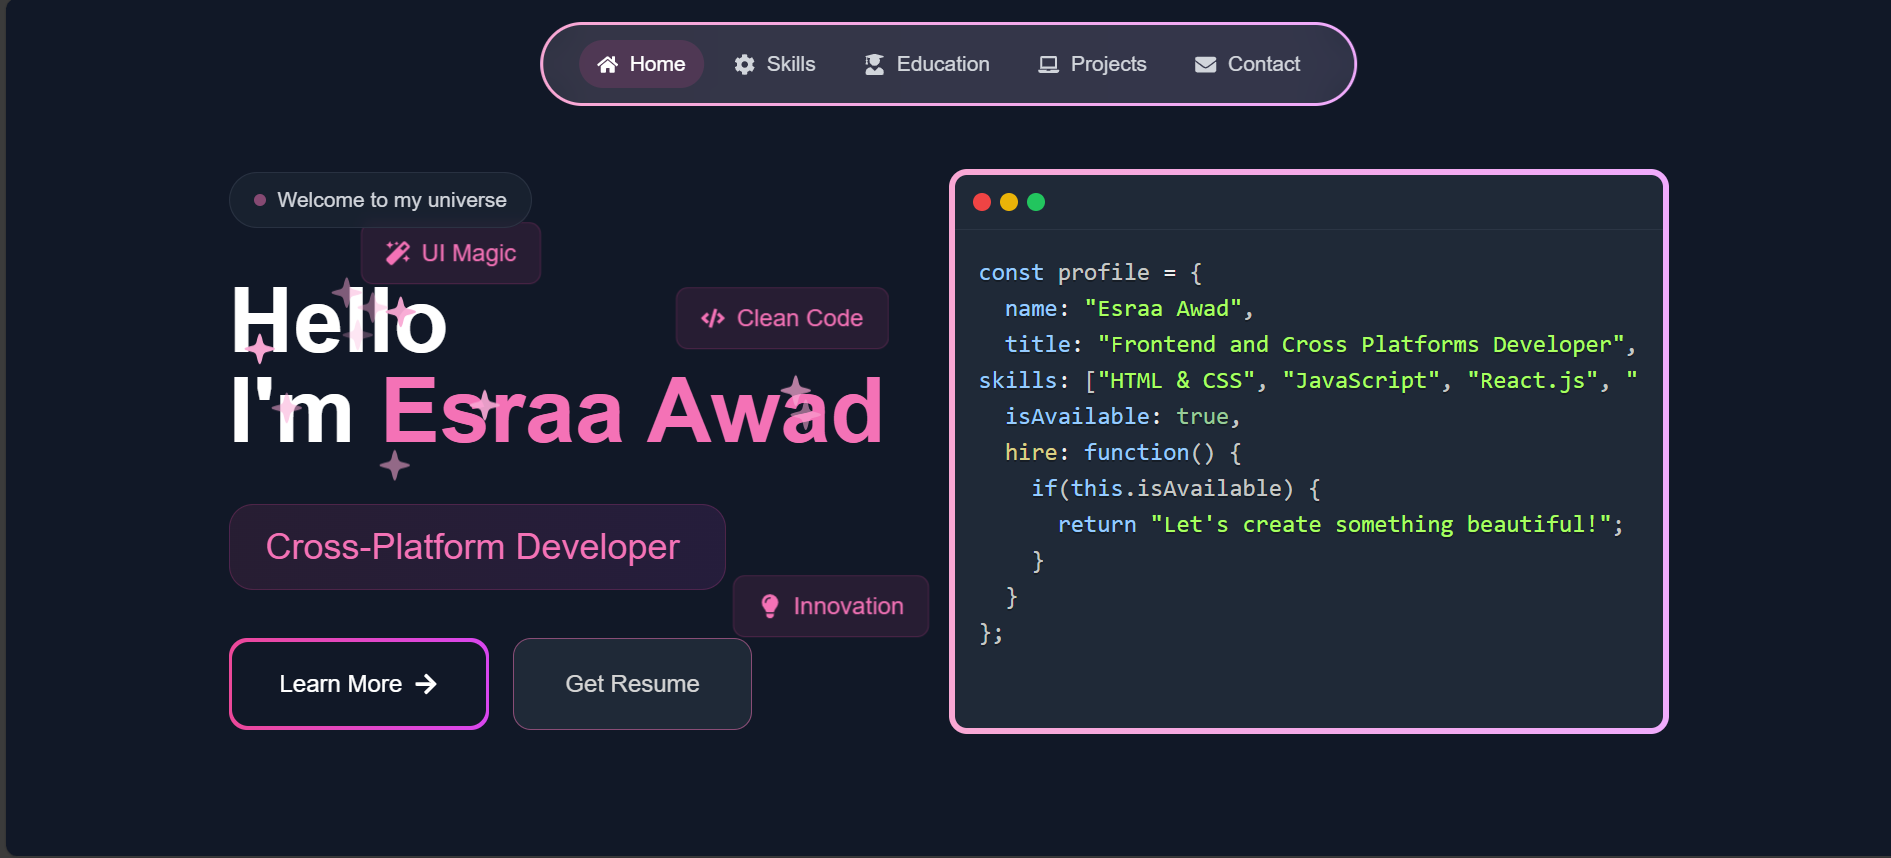 Home Skills Education Projects Contact
Welcome to my universe
UI Magic
Clean Code
Hello
I'm Esraa Awad
Cross-Platform Developer
Innovation
Learn More
Get Resume
const profile = {
name: "Esraa Awad",
title: "Frontend and Cross Platforms Developer",
skills: ["HTML & CSS", "JavaScript", "React.js", "
isAvailable: true,
hire: function() {
if(this.isAvailable) {
return "Let's create something beautiful!";
}
}
};